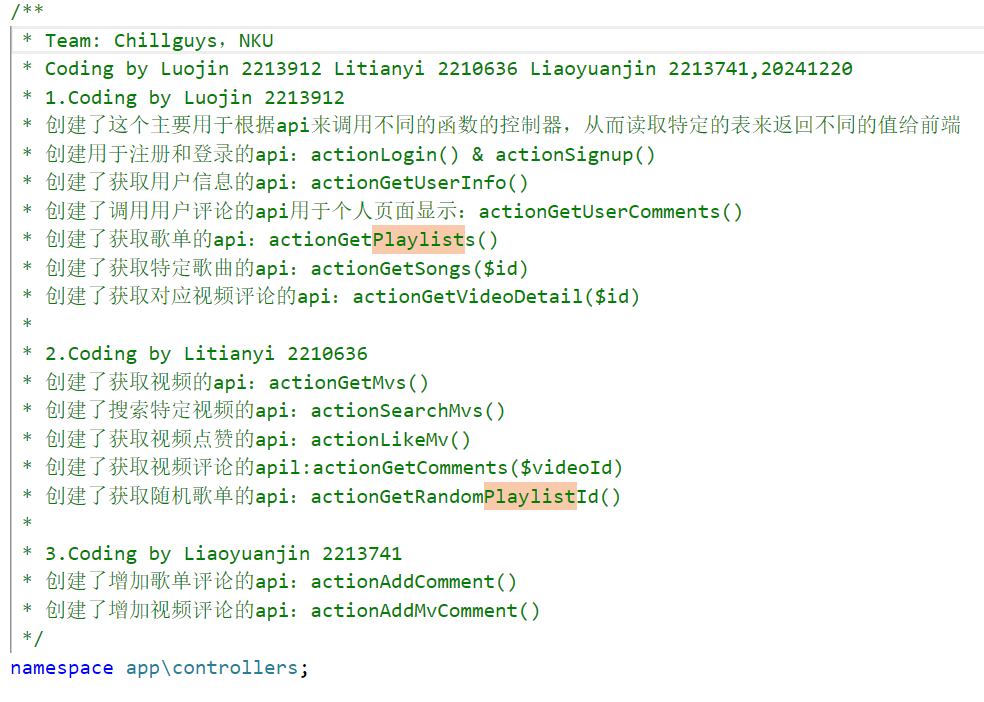 /**
* Team: Chillguys，NKU
* Coding by Luojin 2213912 Litianyi 2210636 Liaoyuanjin 2213741,20241220
* 1.Coding by Luojin 2213912
* 创建了这个主要用于根据api来调用不同的函数的控制器，从而读取特定的表来返回不同的值给前端
* 创建用于注册和登录的api：actionLogin() & actionSignup()
* 创建了获取用户信息的api：actionGetUserInfo()
* 创建了调用用户评论的api用于个人页面显示：actionGetUserComments()
* 创建了获取歌单的api：actionGetPlaylists()
* 创建了获取特定歌曲的api：actionGetSongs($id)
* 创建了获取对应视频评论的api：actionGetVideoDetail($id)
*
* 2.Coding by Litianyi 2210636
* 创建了获取视频的api：actionGetMvs()
* 创建了搜索特定视频的api：actionSearchMvs()
* 创建了获取视频点赞的api：actionLikeMv()
* 创建了获取视频评论的apil:actionGetComments($videoId)
* 创建了获取随机歌单的api：actionGetRandomPlaylistId()
*
* 3.Coding by Liaoyuanjin 2213741
* 创建了增加歌单评论的api：actionAddComment()
* 创建了增加视频评论的api：actionAddMvComment()
*/
namespace app\controllers;